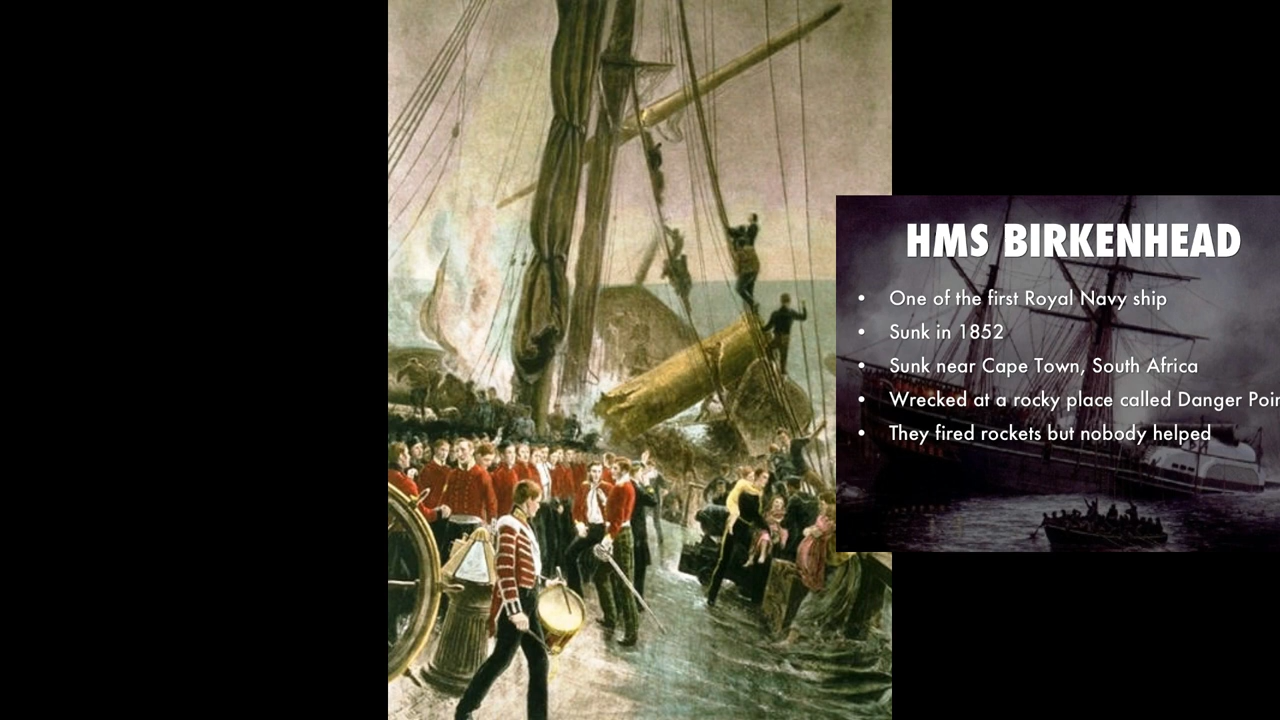 HMS BIRKENHEAD
• One of the first Royal Navy ship
• Sunk in 1852
• Sunk near Cape Town, South Africa
• Wrecked at a rocky place called Danger Poin
• They fired rockets but nobody helped